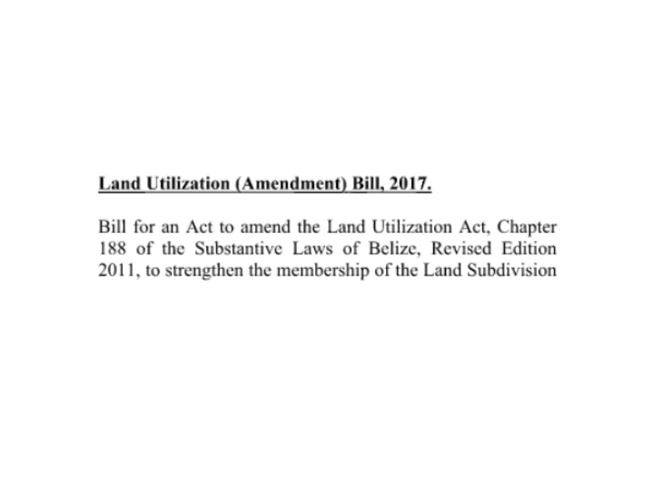 Land Utilization (Amendment) Bill, 2017.
Bill for an Act to amend the Land Utilization Act, Chapter
188 of the Substantive Laws of Belize, Revised Edition
2011, to strengthen the membership of the Land Subdivision